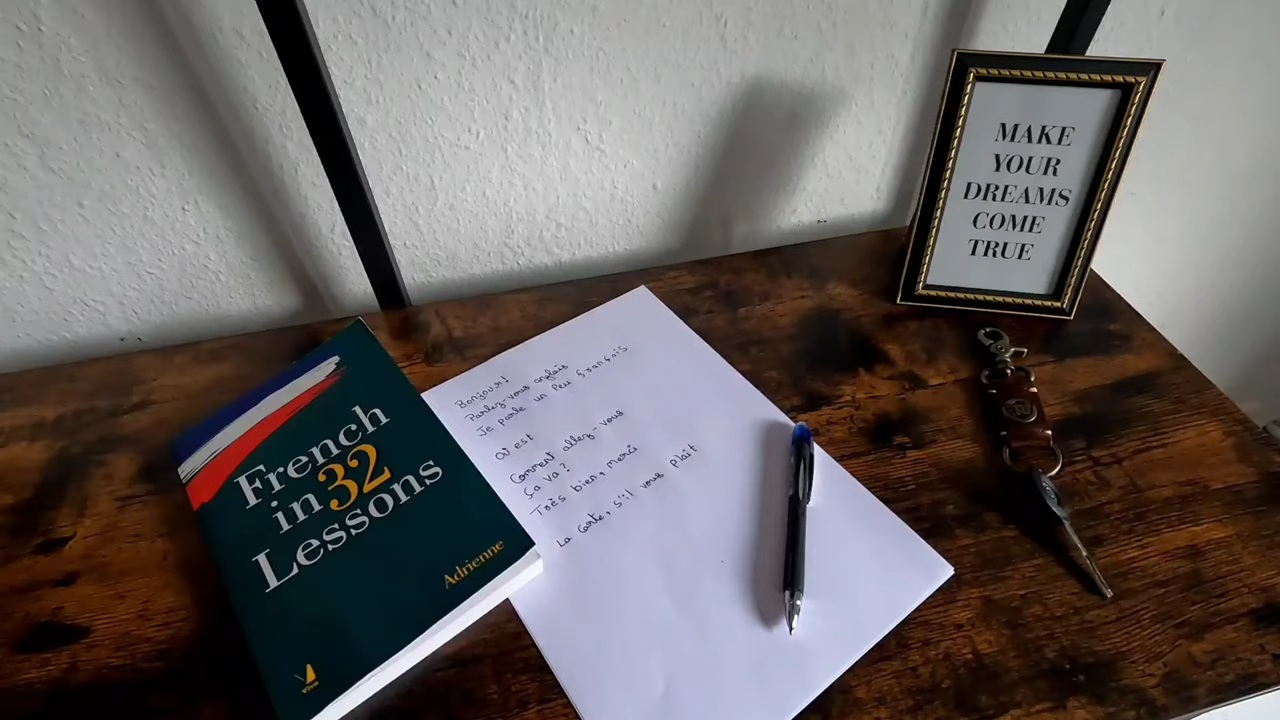 French
in 32
Lessons
Adrienne
viva
Bonjour!
Parlez-vous anglais
Je parle un peu français
est
Comment allez-vous
ça va?
Très bien, merci
La carte, s'il vous plaît
MAKE
YOUR
DREAMS
COME
TRUE